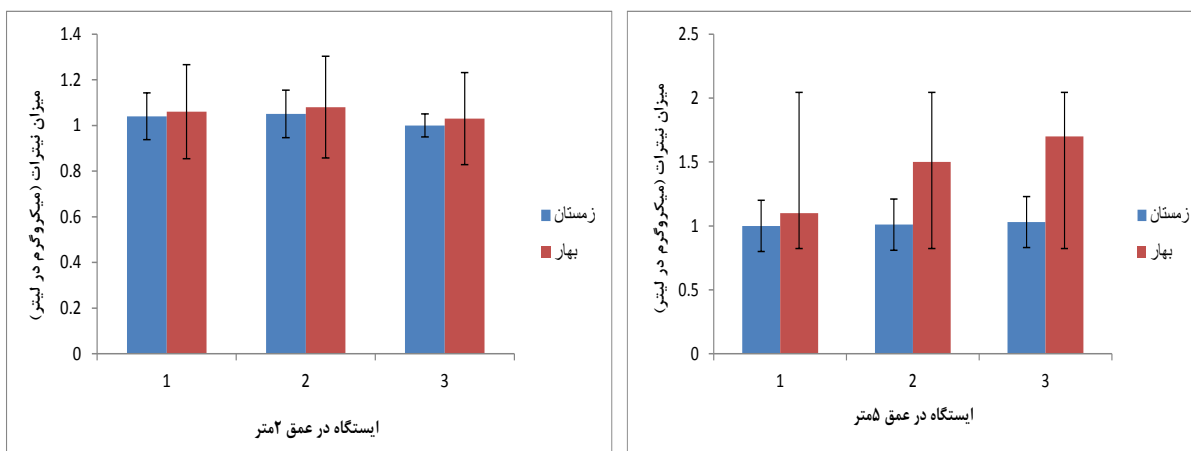 میزان نیترات (میکروگرم در لیتر)
1.4
1.2
1
0.8
0.6
0.4
0.2
0
1 2 3
ایستگاه در عمق ۲متر
زمستان
بهار
میزان نیترات (میکروگرم در لیتر)
2.5
2
1.5
1
0.5
0
1 2 3
ایستگاه در عمق ۵متر
زمستان
بهار